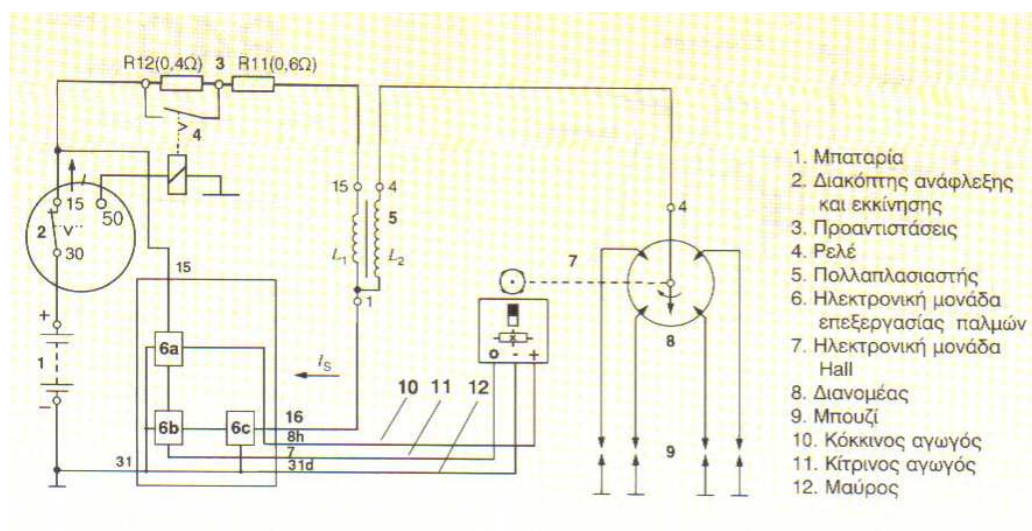 R12(0,4Ω) 3 R11(0,6Ω)
4
15
50
2
V
30
I
15
+
1
−
31
6a
6b
6c
Is
16
8h
7
31d
10 11 12
15 4
5
L1 L2
1
7
o - +
4
8
9
1. Μπαταρία
2. Διακόπτης ανάφλεξης
και εκκίνησης
3. Προαντιστάσεις
4. Ρελέ
5. Πολλαπλασιαστής
6. Ηλεκτρονική μονάδα
επεξεργασίας παλμών
7. Ηλεκτρονική μονάδα
Hall
8. Διανομέας
9. Μπουζί
10. Κόκκινος αγωγός
11. Κίτρινος αγωγός
12. Μαύρος